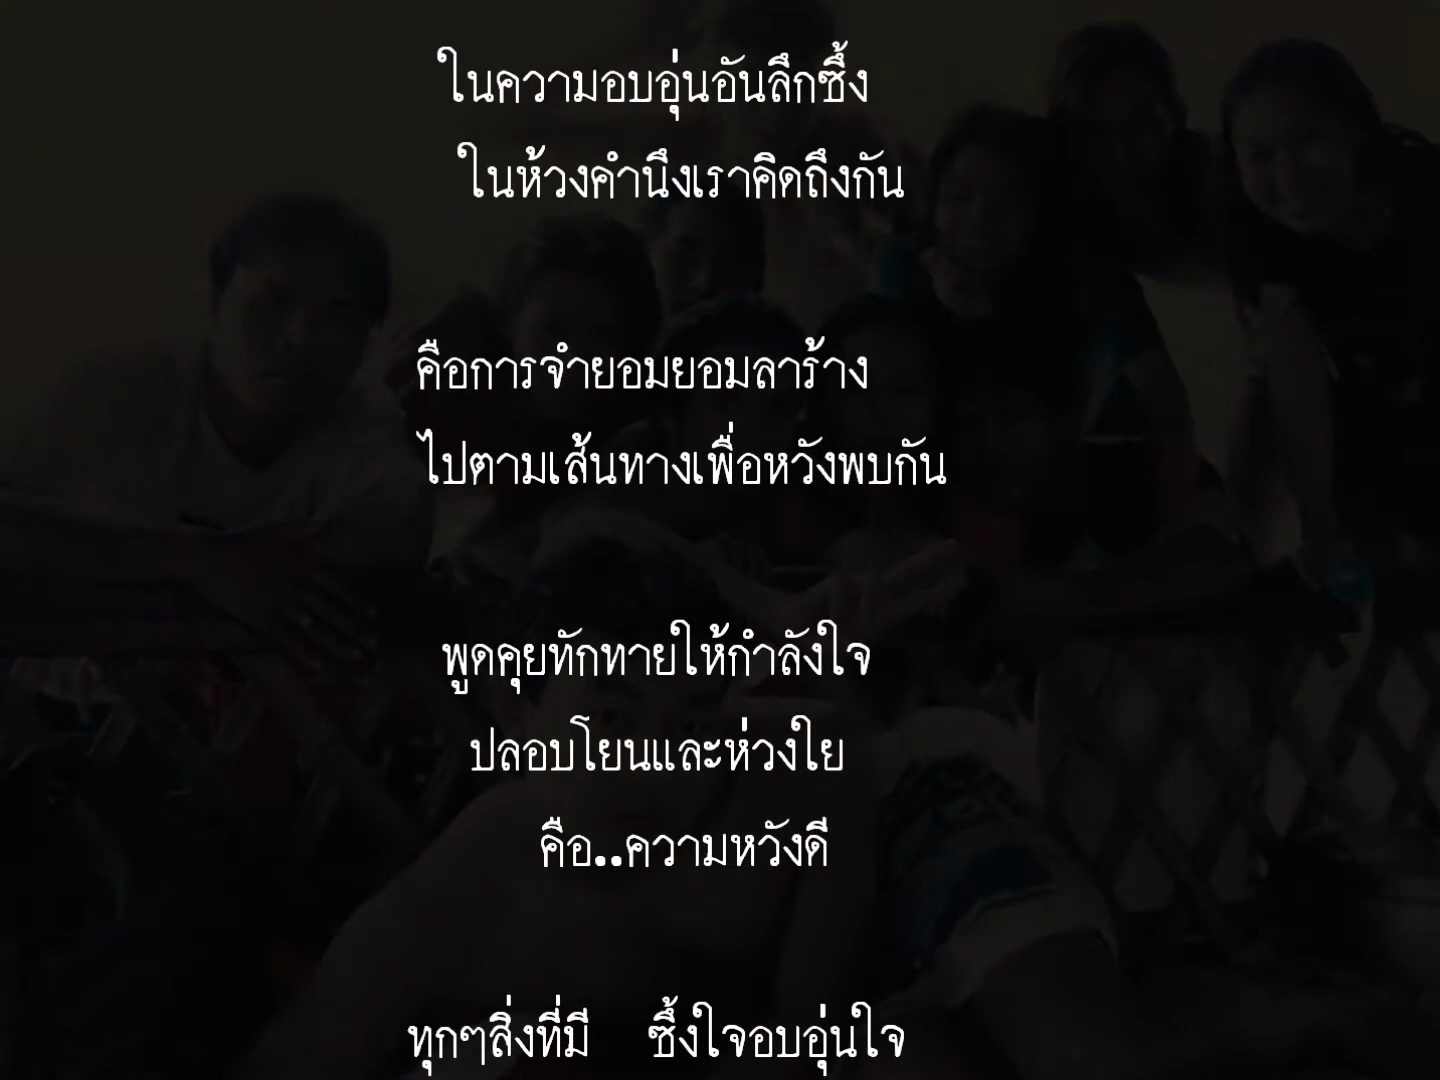 ในความอบอุ่นอันลึกซึ้ง
ในห้วงคำนึงเราคิดถึงกัน
คือการจำยอมยอมลาร้าง
ไปตามเส้นทางเพื่อหวังพบกัน
พูดคุยทักทายให้กำลังใจ
ปลอบโยนและห่วงใย
คือ..ความหวังดี
ทุกๆสิ่งที่มี ซึ้งใจอบอุ่นใจ